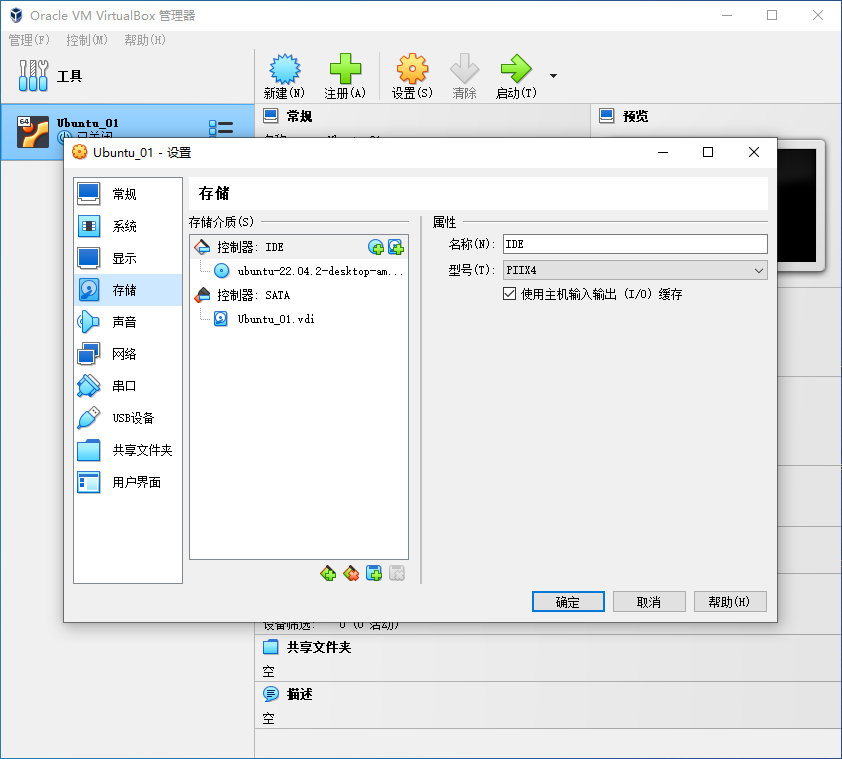 Oracle VM VirtualBox 管理器
管理(F) 控制(M) 帮助(H)
工具
新建(N) 注册(A) 设置(S) 清除 启动(T)
64
Ubuntu_01
已关闭
常规
预览
Ubuntu_01 - 设置
常规
系统
显示
存储
声音
网络
串口
USB设备
共享文件夹
用户界面
存储
存储介质(S)
控制器: IDE
ubuntu-22.04.2-desktop-am...
控制器: SATA
Ubuntu_01.vdi
属性
名称(N): IDE
型号(T): PIIX4
使用主机输入输出 (I/O) 缓存
确定 取消 帮助(H)
设备筛选: 0 (0 活动)
共享文件夹
空
描述
空